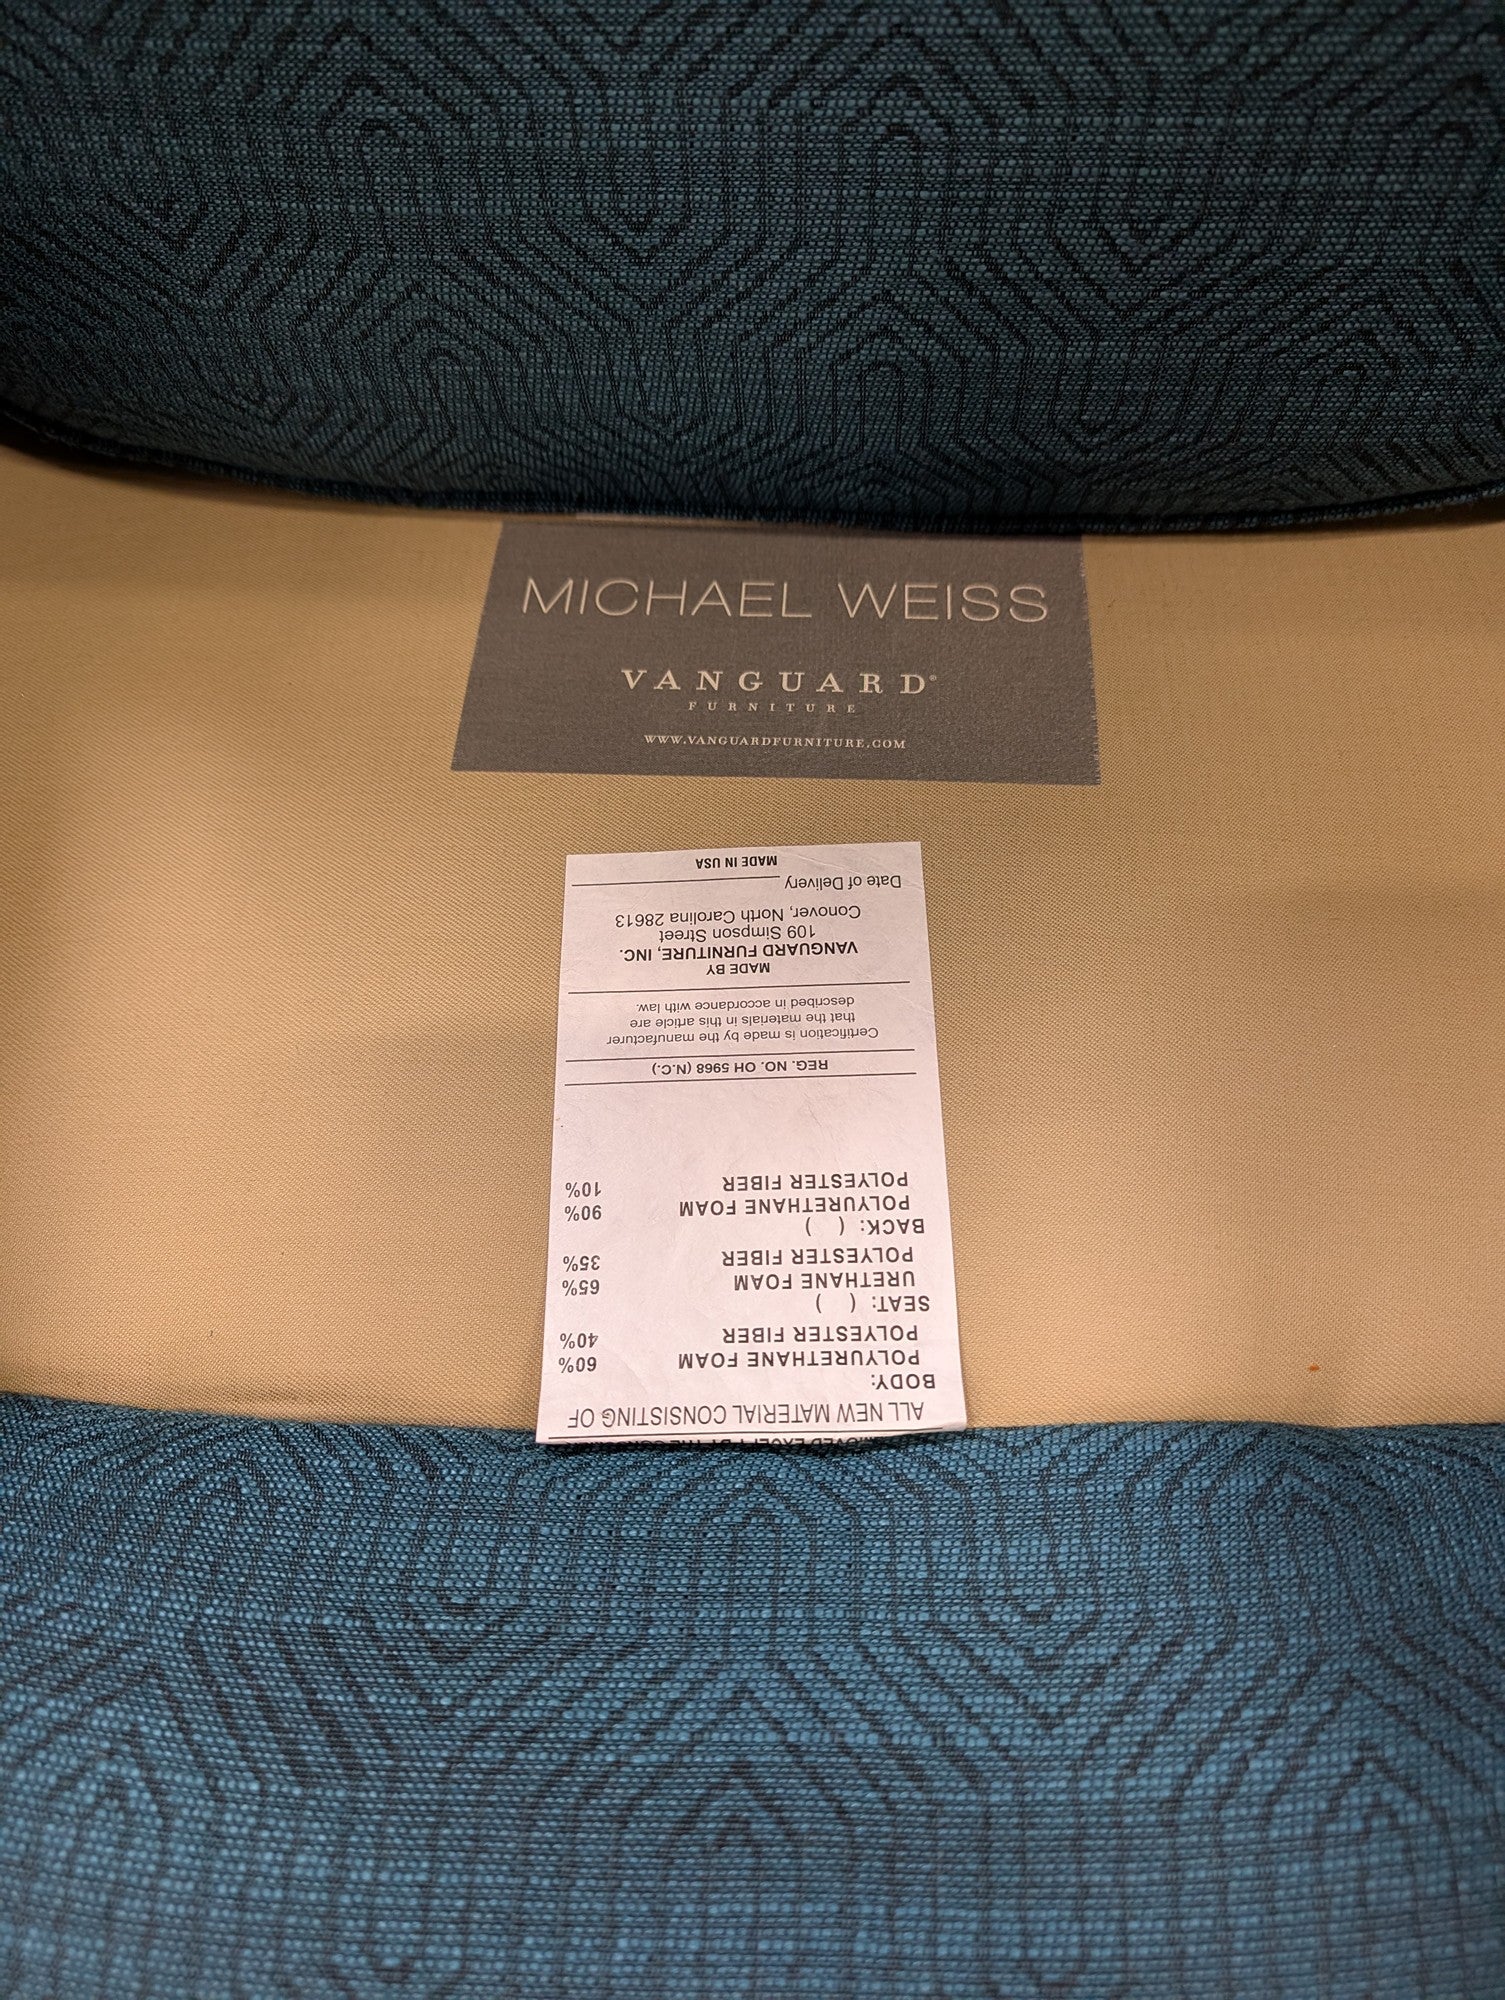 MICHAEL WEISS
VANGUARD®
FURNITURE
WWW.VANGUARDFURNITURE.COM
ALL NEW MATERIAL CONSISTING OF
BODY:
POLYURETHANE FOAM 60%
POLYESTER FIBER 40%
SEAT: ( )
URETHANE FOAM 65%
POLYESTER FIBER 35%
BACK: ( )
POLYURETHANE FOAM 90%
POLYESTER FIBER 10%
REG. NO. OH 5968 (N.C.)
Certification is made by the manufacturer
that the materials in this article are
described in accordance with law.
MADE BY
VANGUARD FURNITURE, INC.
109 Simpson Street
Conover, North Carolina 28613
Date of Delivery
MADE IN USA